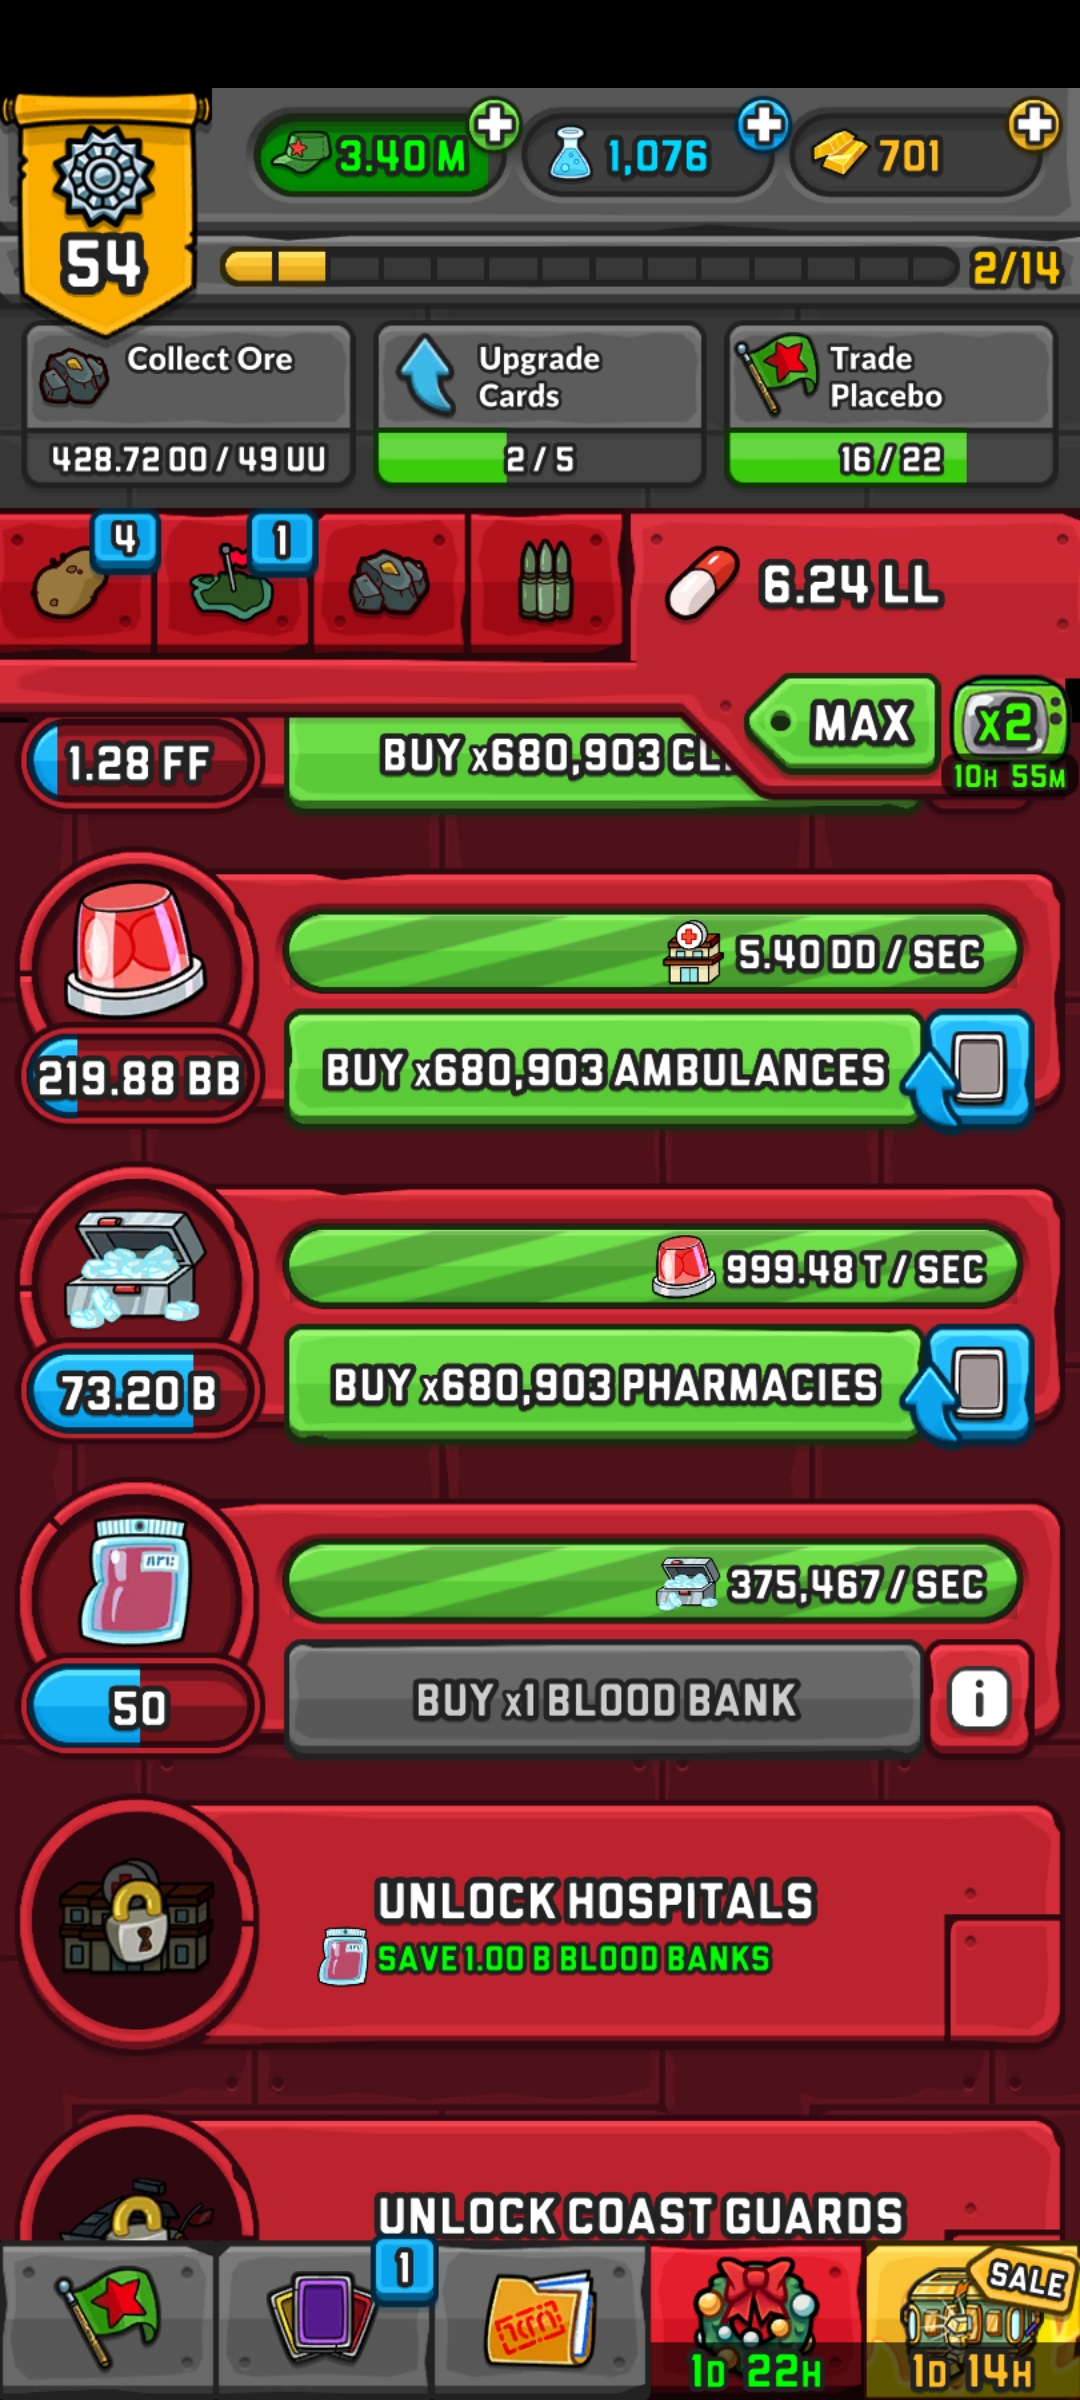 54
3.40 M
1,076
701
2/14
Collect Ore
428.72 OO / 49 UU
Upgrade
Cards
2 / 5
Trade
Placebo
16 / 22
4
1
6.24 LL
MAX
x2
10H 55M
1.28 FF
BUY x680,903 CL
5.40 DD / SEC
219.88 BB
BUY x680,903 AMBULANCES
999.48 T / SEC
73.20 B
BUY x680,903 PHARMACIES
375,467 / SEC
50
BUY x1 BLOOD BANK
i
UNLOCK HOSPITALS
SAVE 1.00 B BLOOD BANKS
UNLOCK COAST GUARDS
1
SALE
1D 22H
1D 14H